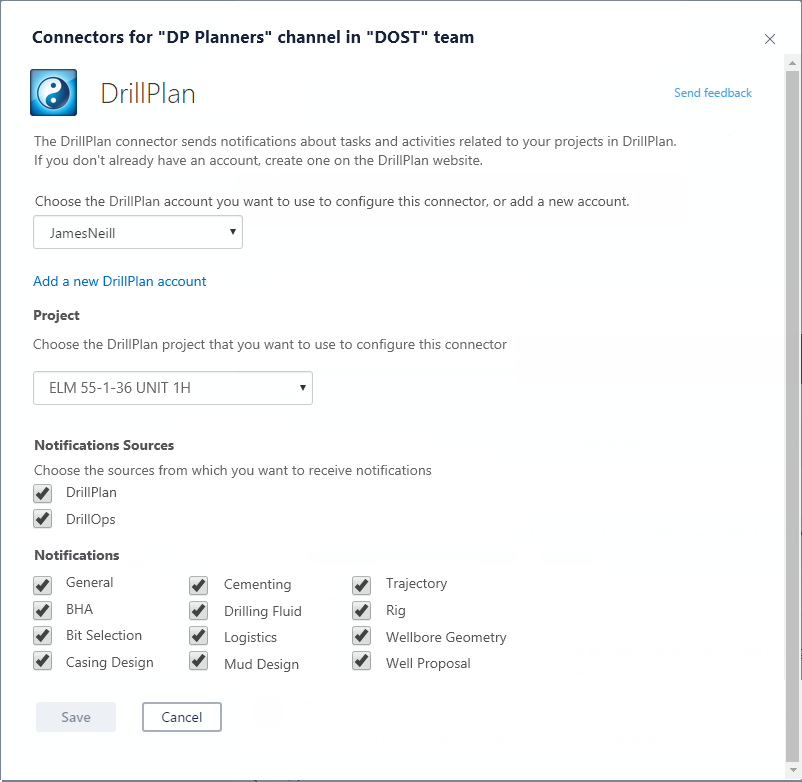 Connectors for "DP Planners" channel in "DOST" team
DrillPlan
Send feedback
The DrillPlan connector sends notifications about tasks and activities related to your projects in DrillPlan.
If you don't already have an account, create one on the DrillPlan website.
Choose the DrillPlan account you want to use to configure this connector, or add a new account.
JamesNeill
Add a new DrillPlan account
Project
Choose the DrillPlan project that you want to use to configure this connector
ELM 55-1-36 UNIT 1H
Notifications Sources
Choose the sources from which you want to receive notifications
DrillPlan
DrillOps
Notifications
General
BHA
Bit Selection
Casing Design
Cementing
Drilling Fluid
Logistics
Mud Design
Trajectory
Rig
Wellbore Geometry
Well Proposal
Save
Cancel